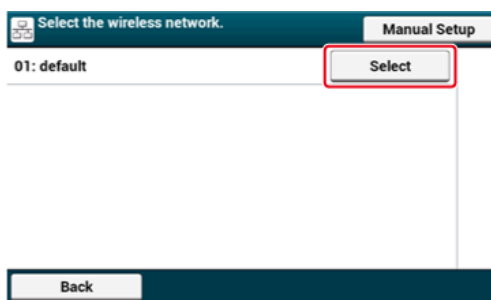 Select the wireless network.
Manual Setup
01: default
Select
Back